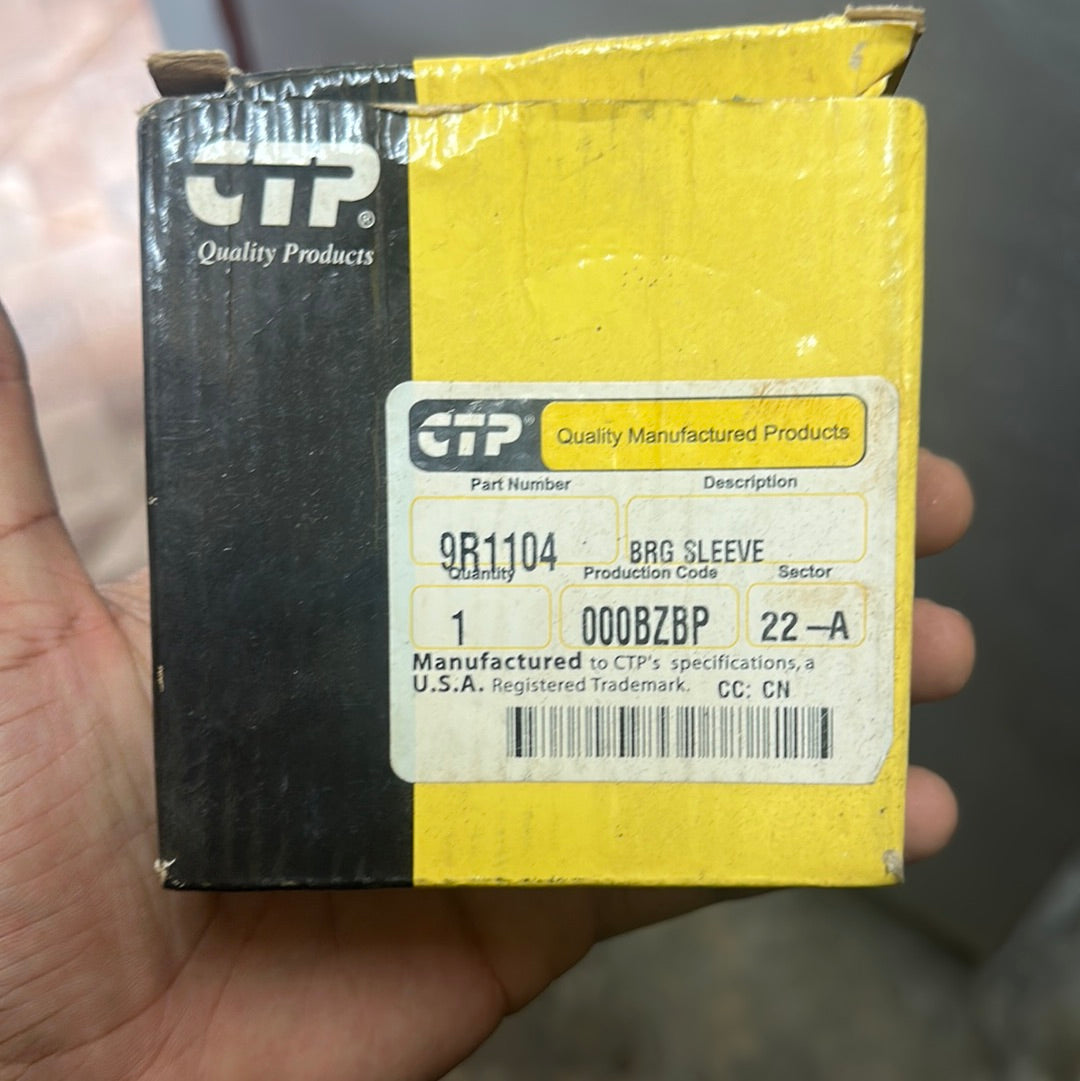 CTP®
Quality Products
CTP® Quality Manufactured Products
Part Number Description
9R1104 BRG SLEEVE
Quantity Production Code Sector
1 000BZBP 22-A
Manufactured to CTP's specifications, a
U.S.A. Registered Trademark. CC: CN